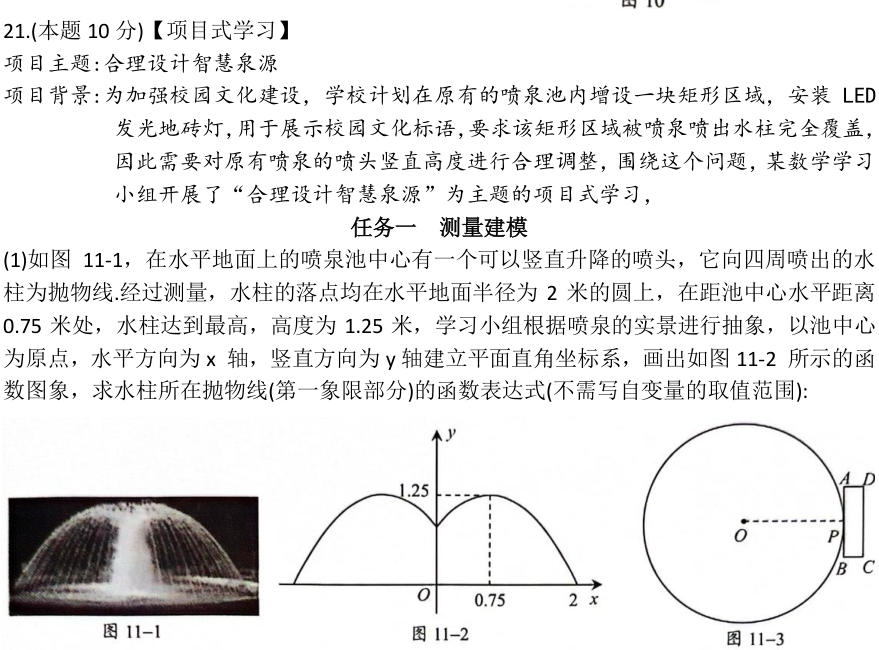 图 10
21.(本题 10 分)【项目式学习】
项目主题:合理设计智慧泉源
项目背景:为加强校园文化建设，学校计划在原有的喷泉池内增设一块矩形区域，安装 LED
发光地砖灯,用于展示校园文化标语,要求该矩形区域被喷泉喷出水柱完全覆盖,
因此需要对原有喷泉的喷头竖直高度进行合理调整，围绕这个问题，某数学学习
小组开展了“合理设计智慧泉源”为主题的项目式学习，
任务一 测量建模
(1)如图 11-1，在水平地面上的喷泉池中心有一个可以竖直升降的喷头，它向四周喷出的水
柱为抛物线.经过测量，水柱的落点均在水平地面半径为 2 米的圆上，在距池中心水平距离
0.75 米处，水柱达到最高，高度为 1.25 米，学习小组根据喷泉的实景进行抽象，以池中心
为原点，水平方向为 x 轴，竖直方向为 y 轴建立平面直角坐标系，画出如图 11-2 所示的函
数图象，求水柱所在抛物线(第一象限部分)的函数表达式(不需写自变量的取值范围):
y
1.25
O 0.75 2 x
A D
O P
B C
图 11-1 图 11-2 图 11-3